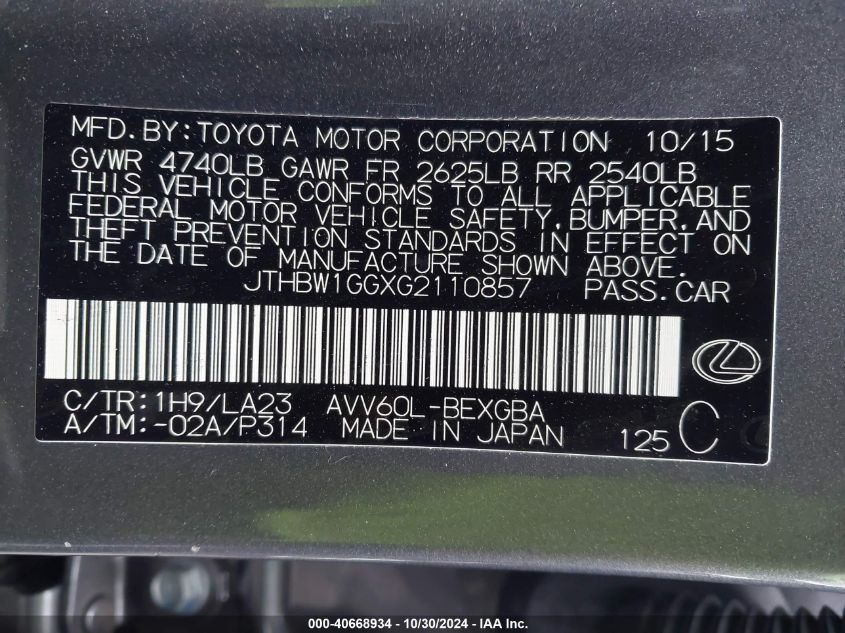 MFD.BY:TOYOTA MOTOR CORPORATION 10/15
GVWR 4740LB GAWR FR 2625LB RR 2540LB
THIS VEHICLE CONFORMS TO ALL APPLICABLE
FEDERAL MOTOR VEHICLE SAFETY,BUMPER,AND
THEFT PREVENTION STANDARDS IN EFFECT ON
THE DATE OF MANUFACTURE SHOWN ABOVE.
JTHBW1GGXG2110857 PASS.CAR
C/TR:1H9/LA23 AVV60L-BEXGBA
A/TM:-02A/P314 MADE IN JAPAN 125 C
000-40668934 - 10/30/2024 - IAA Inc.